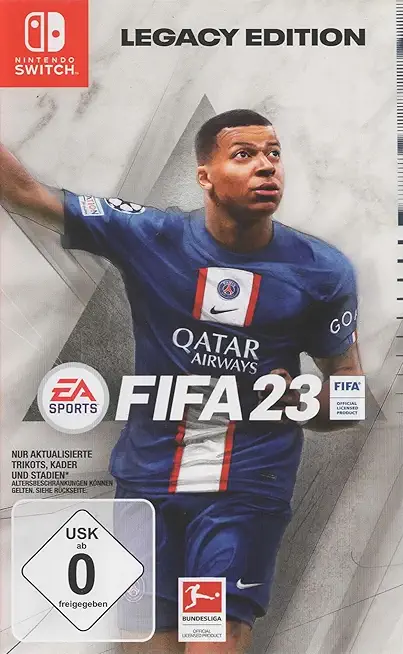 NINTENDO
SWITCH
LEGACY EDITION
QATAR
AIRWAYS
GOA
EA
SPORTS
FIFA 23
FIFA
OFFICIAL
LICENSED
PRODUCT
NUR AKTUALISIERTE
TRIKOTS, KADER
UND STADIEN*
ALTERSBESCHRÄNKUNGEN KÖNNEN
GELTEN. SIEHE RÜCKSEITE.
USK
ab
0
freigegeben
BUNDESLIGA
OFFICIAL
LICENSED PRODUCT